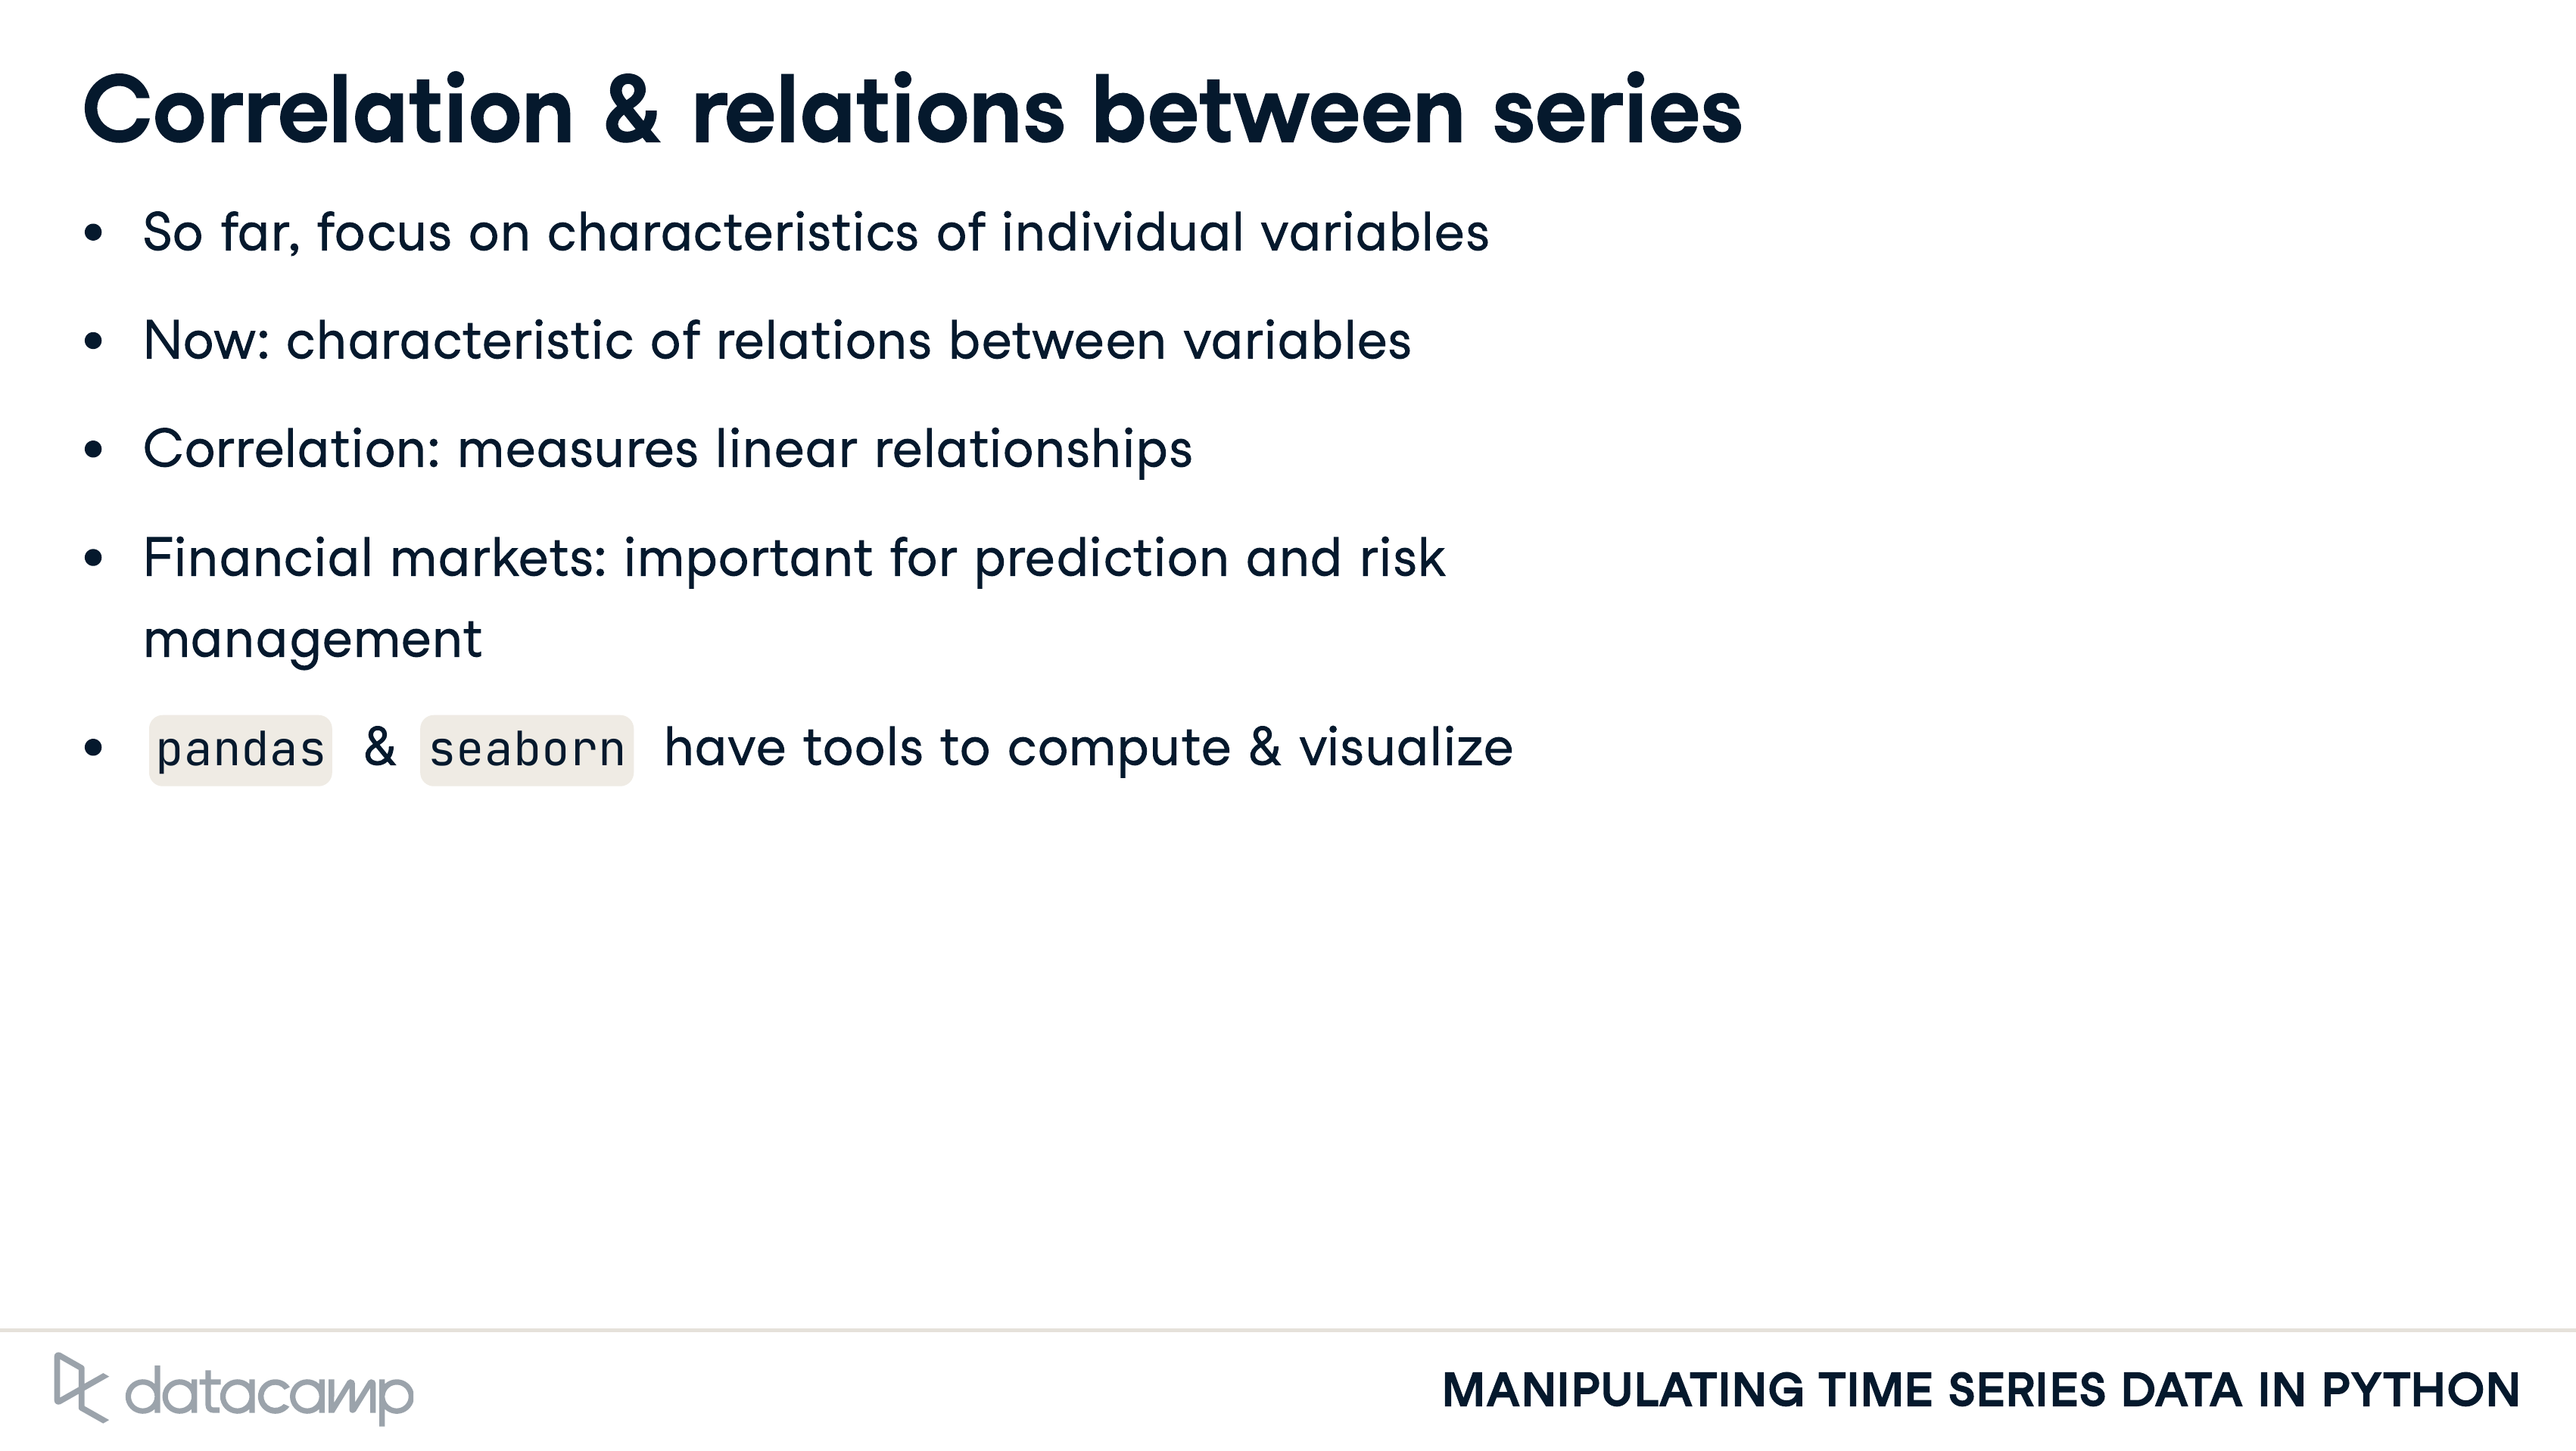 Correlation & relations between series
• So far, focus on characteristics of individual variables
• Now: characteristic of relations between variables
• Correlation: measures linear relationships
• Financial markets: important for prediction and risk
management
• pandas & seaborn have tools to compute & visualize
datacamp
MANIPULATING TIME SERIES DATA IN PYTHON